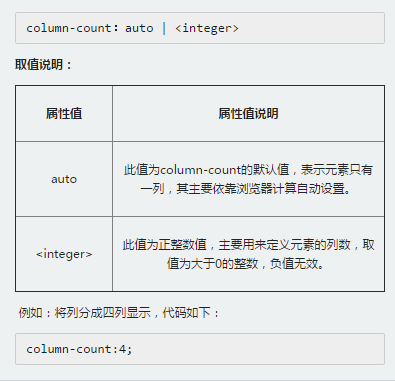 column-count：auto | <integer>
取值说明：
属性值 属性值说明
auto 此值为column-count的默认值，表示元素只有
一列，其主要依靠浏览器计算自动设置。
<integer> 此值为正整数值，主要用来定义元素的列数，取
值为大于0的整数，负值无效。
例如：将列分成四列显示，代码如下：
column-count:4;